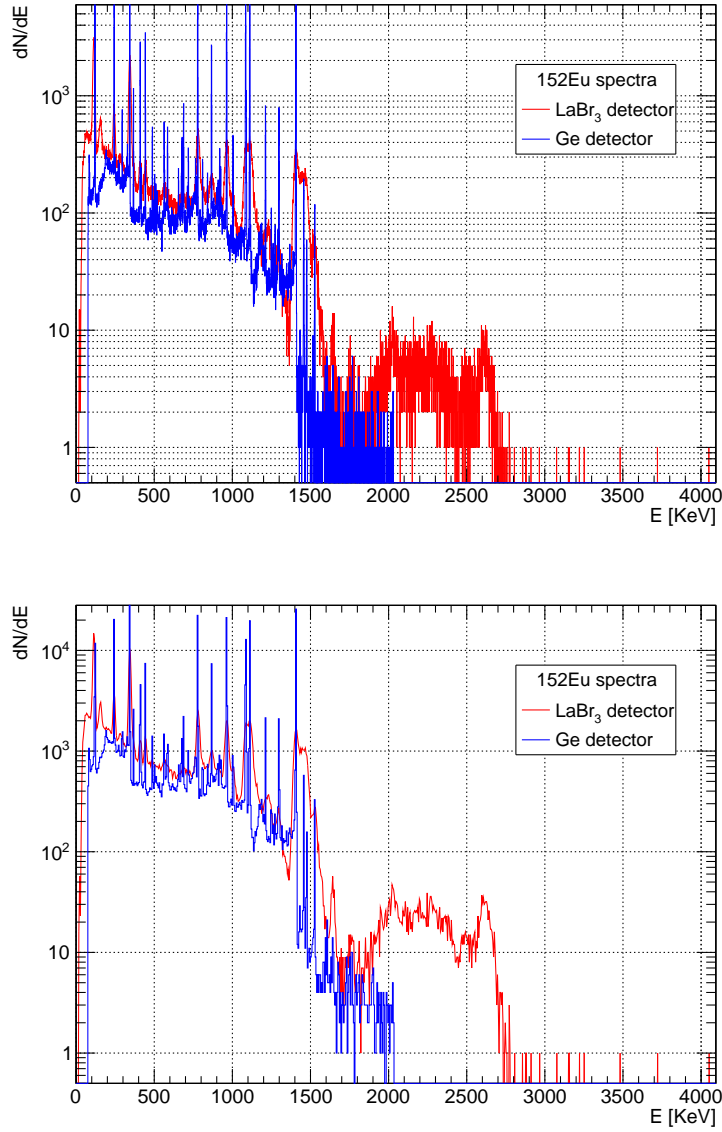 dN/dE
10³
10²
10
1
152Eu spectra
LaBr₃ detector
Ge detector
0 500 1000 1500 2000 2500 3000 3500 4000
E [KeV]
dN/dE
10⁴
10³
10²
10
1
152Eu spectra
LaBr₃ detector
Ge detector
0 500 1000 1500 2000 2500 3000 3500 4000
E [KeV]